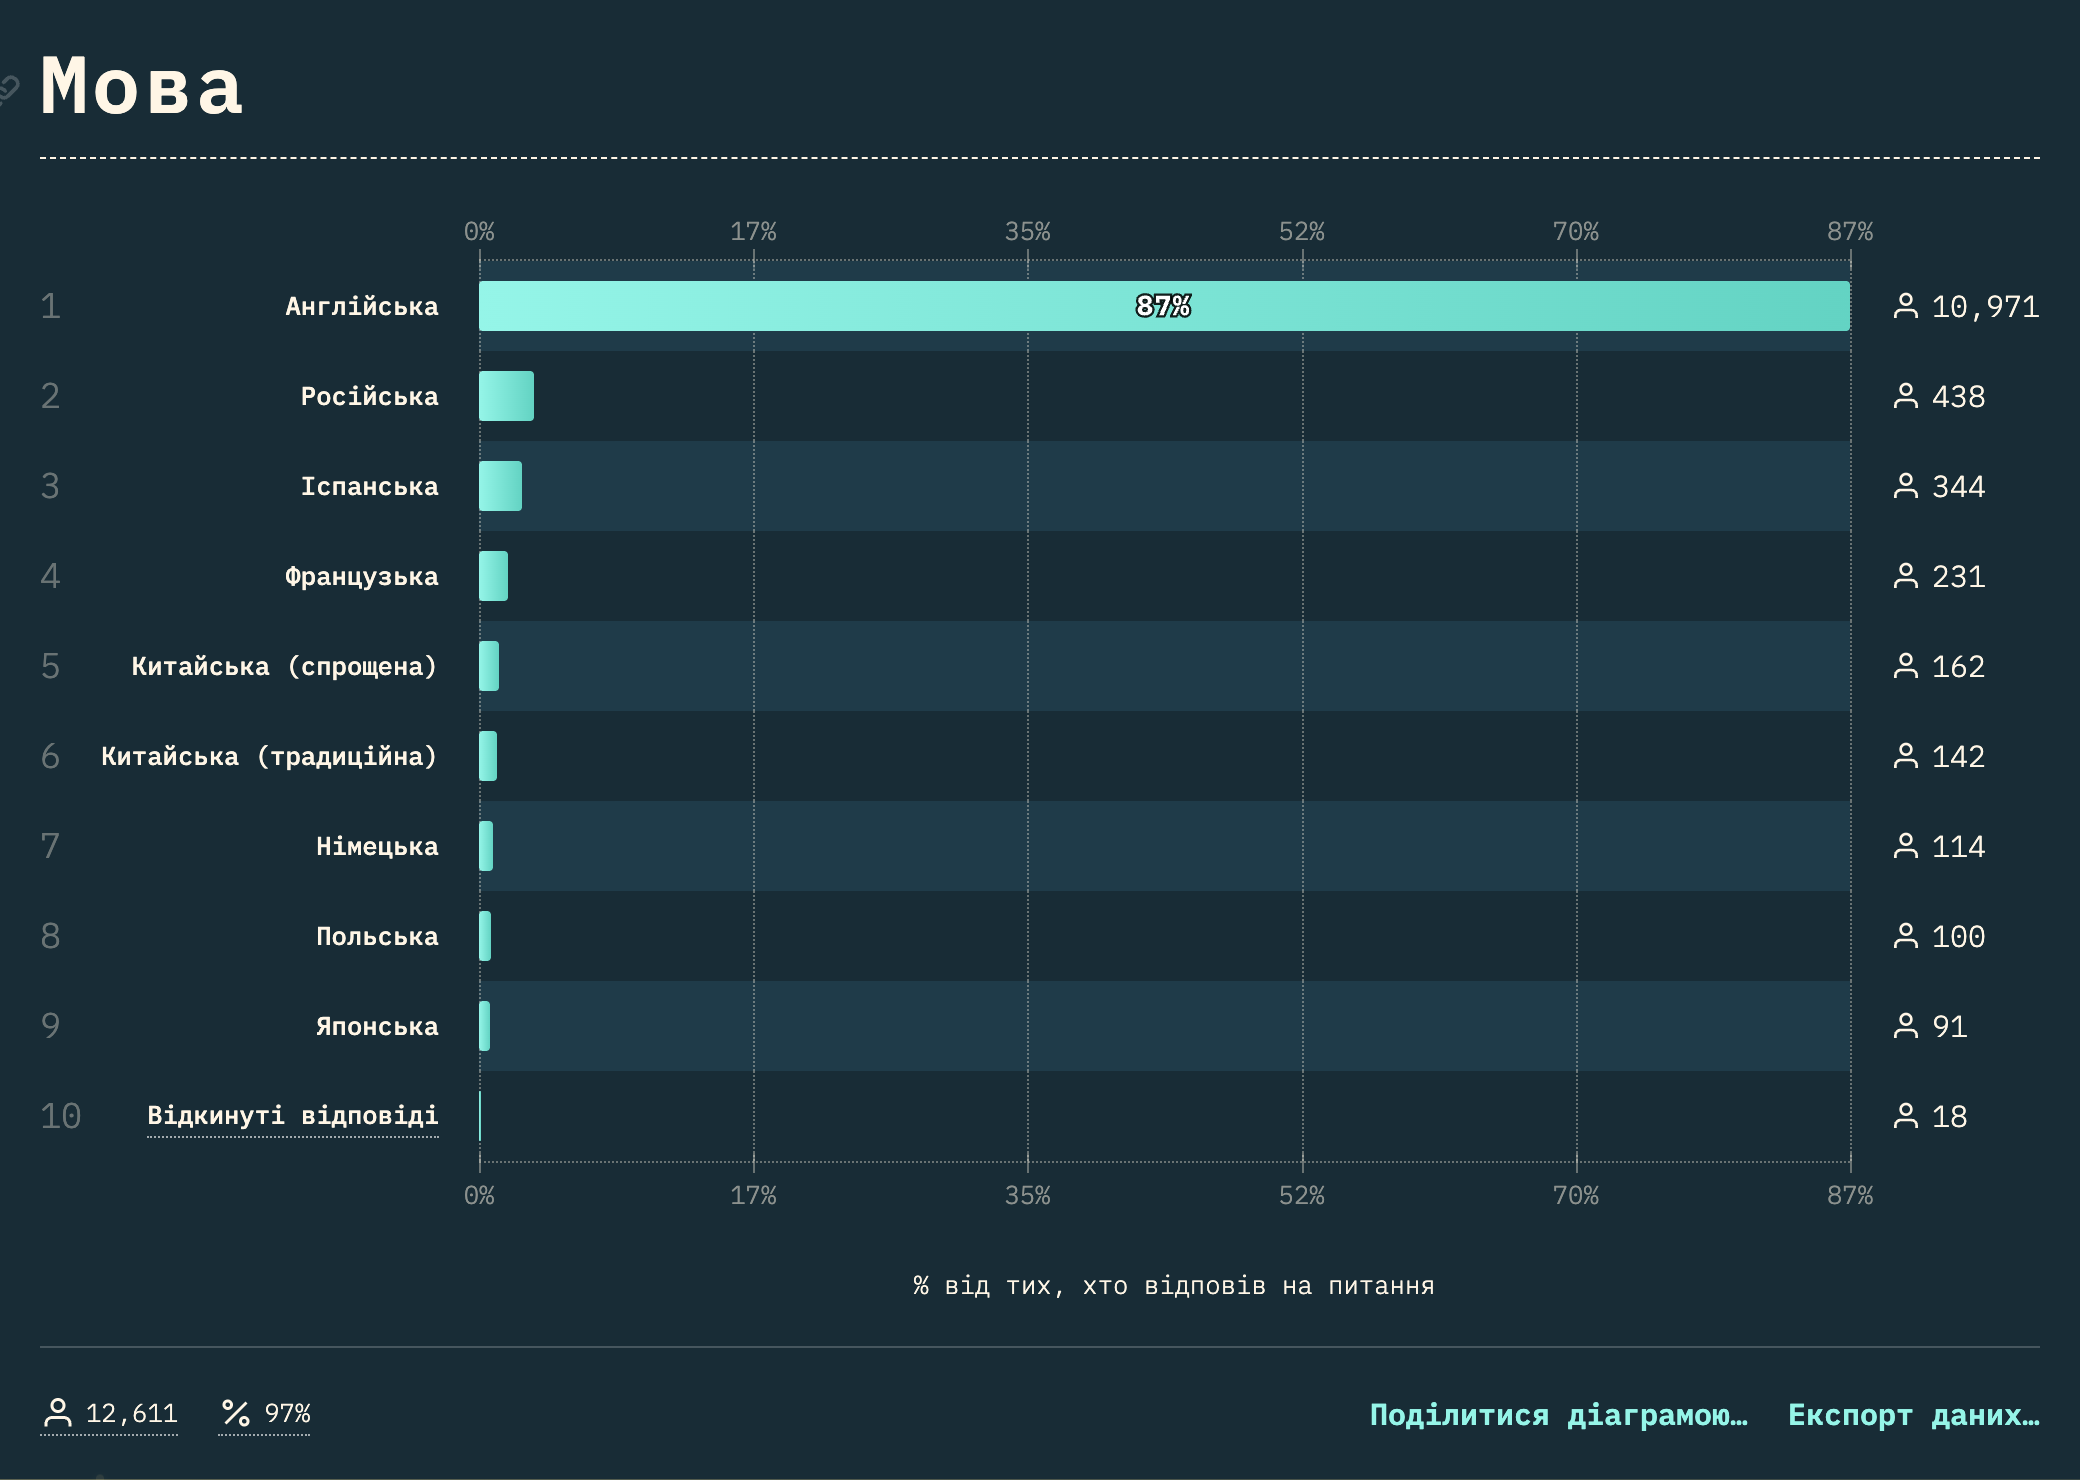 Мова
0% 17% 35% 52% 70% 87%
1 Англійська 87% 10,971
2 Російська 438
3 Іспанська 344
4 Французька 231
5 Китайська (спрощена) 162
6 Китайська (традиційна) 142
7 Німецька 114
8 Польська 100
9 Японська 91
10 Відкинуті відповіді 18
0% 17% 35% 52% 70% 87%
% від тих, хто відповів на питання
12,611 % 97% Поділитися діаграмою… Експорт даних…